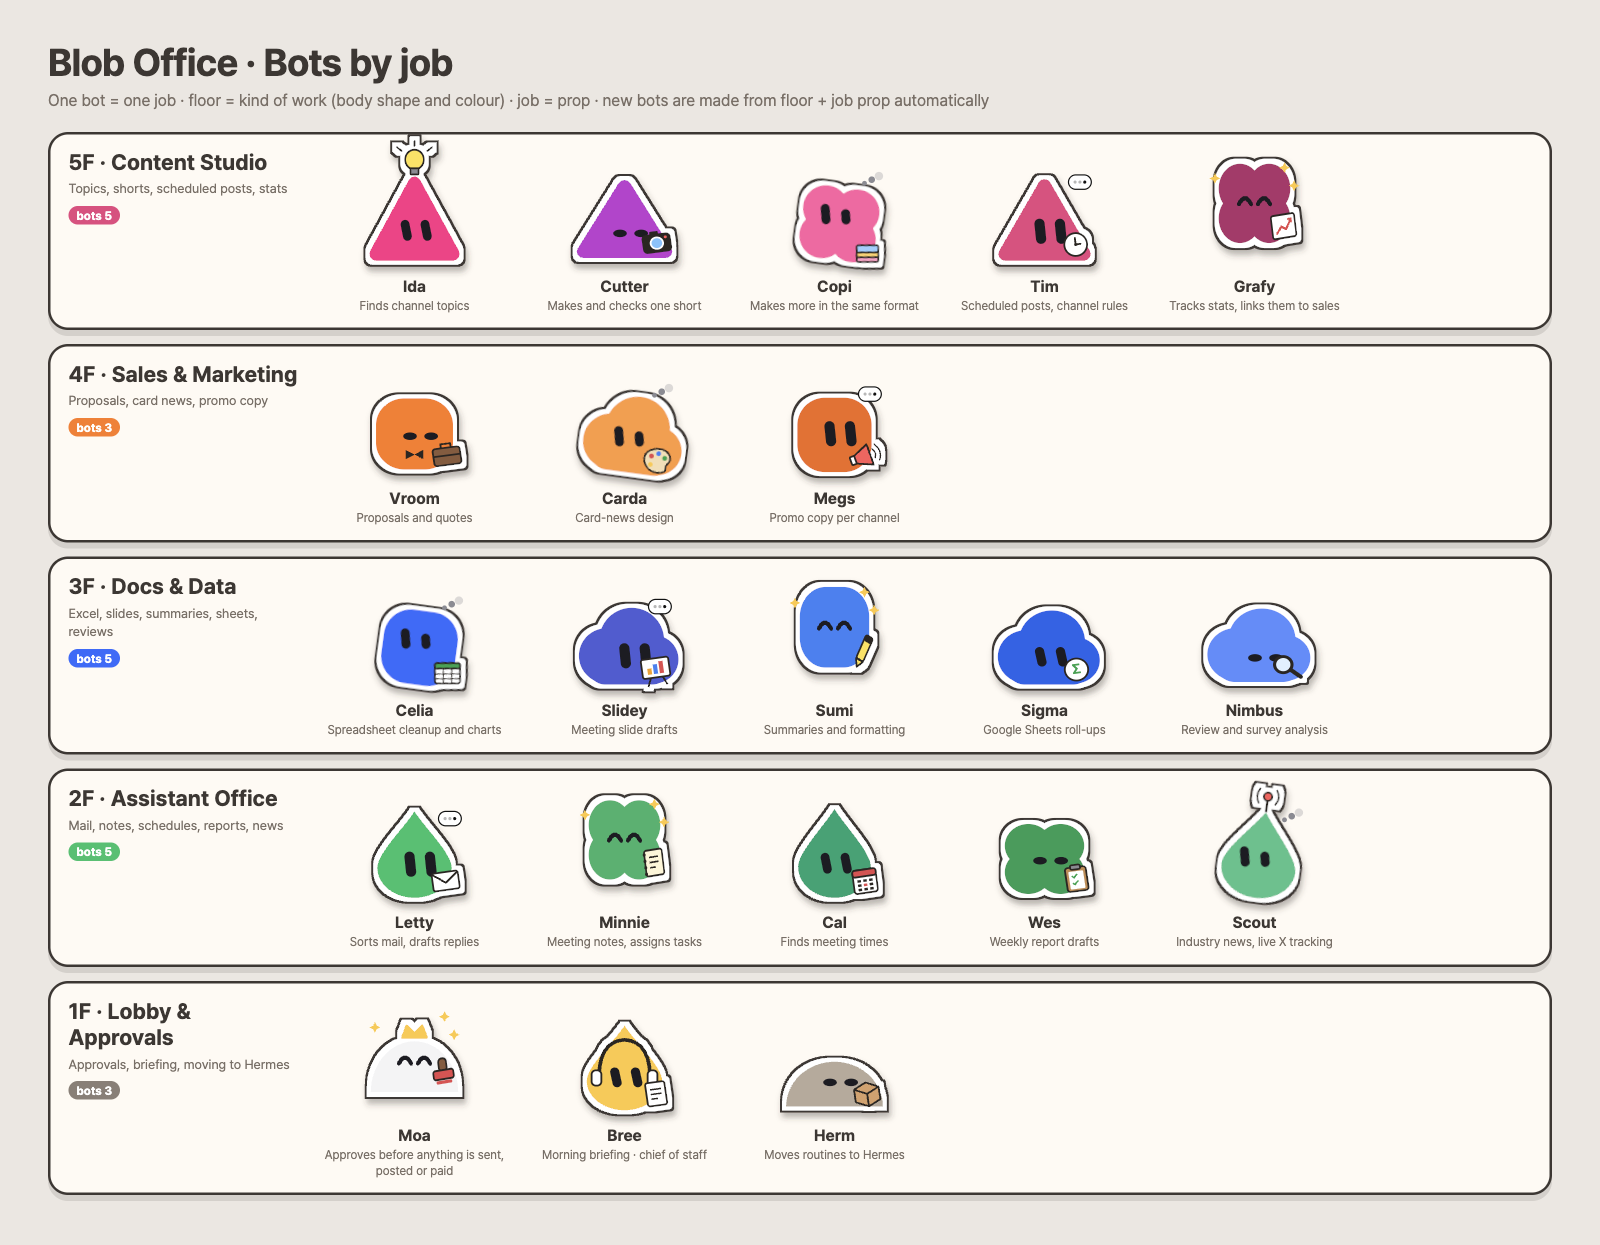 Blob Office · Bots by job
One bot = one job · floor = kind of work (body shape and colour) · job = prop · new bots are made from floor + job prop automatically
5F · Content Studio
Topics, shorts, scheduled posts, stats
bots 5
Ida
Finds channel topics
Cutter
Makes and checks one short
Copi
Makes more in the same format
Tim
Scheduled posts, channel rules
Grafy
Tracks stats, links them to sales
4F · Sales & Marketing
Proposals, card news, promo copy
bots 3
Vroom
Proposals and quotes
Carda
Card-news design
Megs
Promo copy per channel
3F · Docs & Data
Excel, slides, summaries, sheets,
reviews
bots 5
Celia
Spreadsheet cleanup and charts
Slidey
Meeting slide drafts
Sumi
Summaries and formatting
Σ
Sigma
Google Sheets roll-ups
Nimbus
Review and survey analysis
2F · Assistant Office
Mail, notes, schedules, reports, news
bots 5
Letty
Sorts mail, drafts replies
Minnie
Meeting notes, assigns tasks
Cal
Finds meeting times
Wes
Weekly report drafts
Scout
Industry news, live X tracking
1F · Lobby &
Approvals
Approvals, briefing, moving to Hermes
bots 3
Moa
Approves before anything is sent,
posted or paid
Bree
Morning briefing · chief of staff
Herm
Moves routines to Hermes